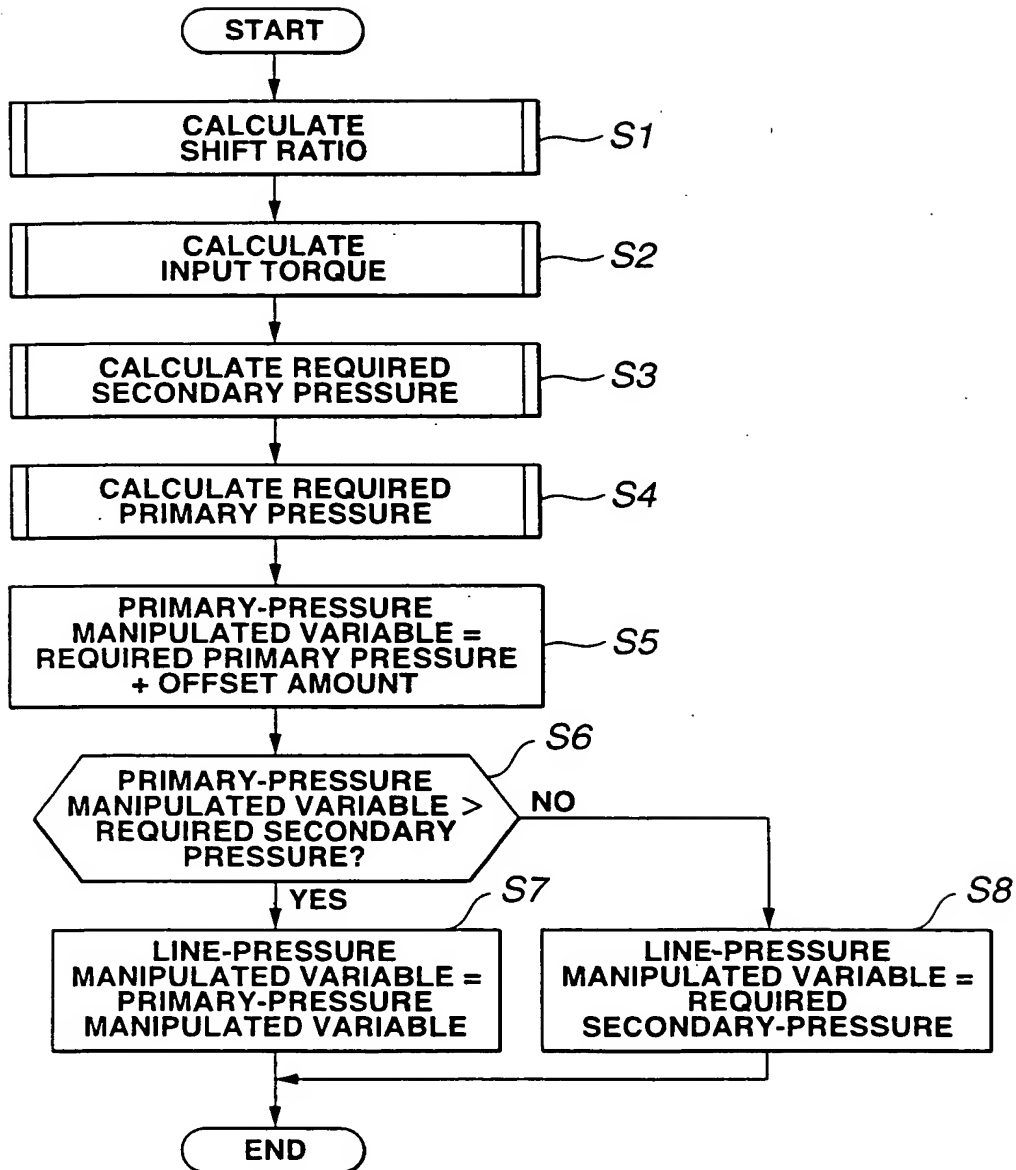 START
CALCULATE
SHIFT RATIO
S1
CALCULATE
INPUT TORQUE
S2
CALCULATE REQUIRED
SECONDARY PRESSURE
S3
CALCULATE REQUIRED
PRIMARY PRESSURE
S4
PRIMARY-PRESSURE
MANIPULATED VARIABLE =
REQUIRED PRIMARY PRESSURE
+ OFFSET AMOUNT
S5
S6
PRIMARY-PRESSURE
MANIPULATED VARIABLE >
REQUIRED SECONDARY
PRESSURE?
NO
YES
S7
LINE-PRESSURE
MANIPULATED VARIABLE =
PRIMARY-PRESSURE
MANIPULATED VARIABLE
S8
LINE-PRESSURE
MANIPULATED VARIABLE =
REQUIRED
SECONDARY-PRESSURE
END